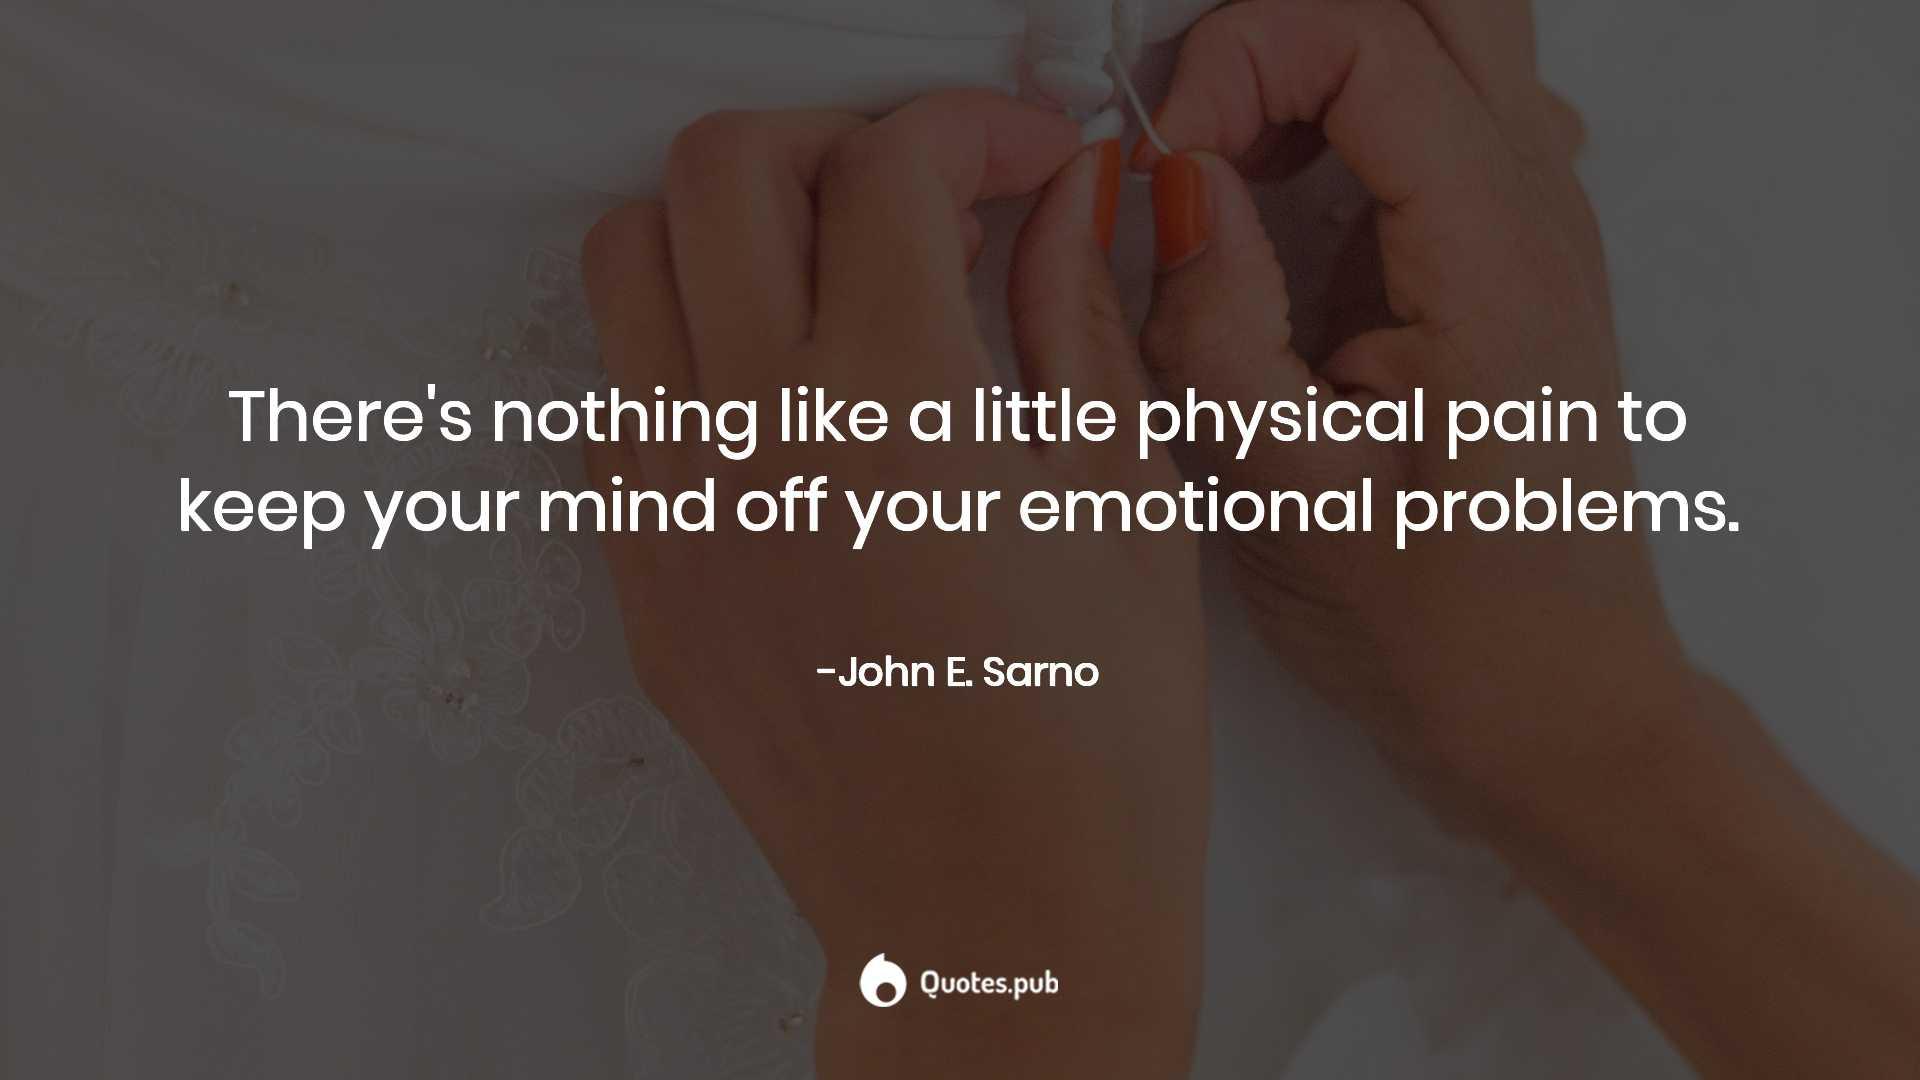 There's nothing like a little physical pain to
keep your mind off your emotional problems.
-John E. Sarno
Quotes.pub